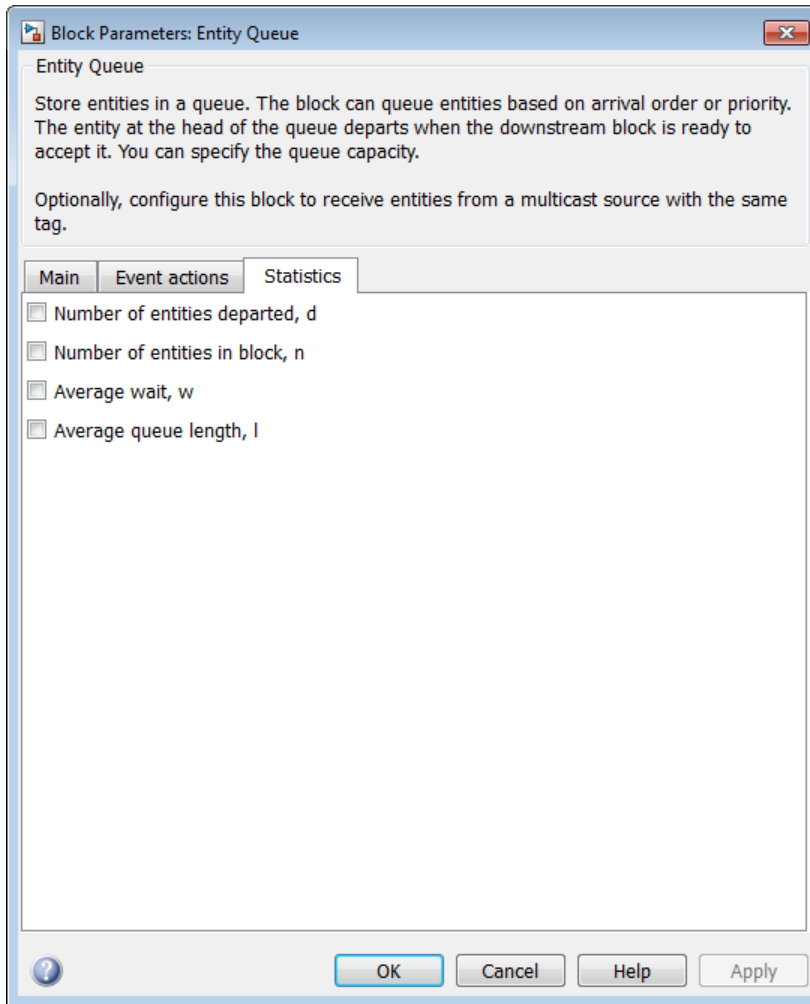 Block Parameters: Entity Queue
Entity Queue
Store entities in a queue. The block can queue entities based on arrival order or priority.
The entity at the head of the queue departs when the downstream block is ready to
accept it. You can specify the queue capacity.
Optionally, configure this block to receive entities from a multicast source with the same
tag.
Main Event actions Statistics
Number of entities departed, d
Number of entities in block, n
Average wait, w
Average queue length, l
? OK Cancel Help Apply